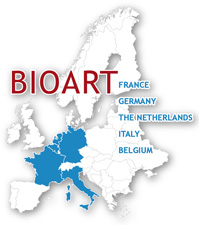 BIOART
FRANCE
GERMANY
THE NETHERLANDS
ITALY
BELGIUM